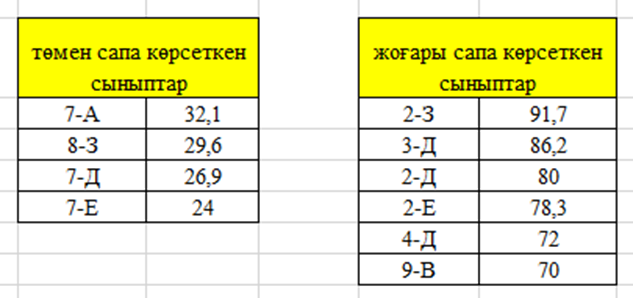 төмен сапа көрсеткен
сыныптар
7-А 32,1
8-З 29,6
7-Д 26,9
7-Е 24
жоғары сапа көрсеткен
сыныптар
2-З 91,7
3-Д 86,2
2-Д 80
2-Е 78,3
4-Д 72
9-В 70